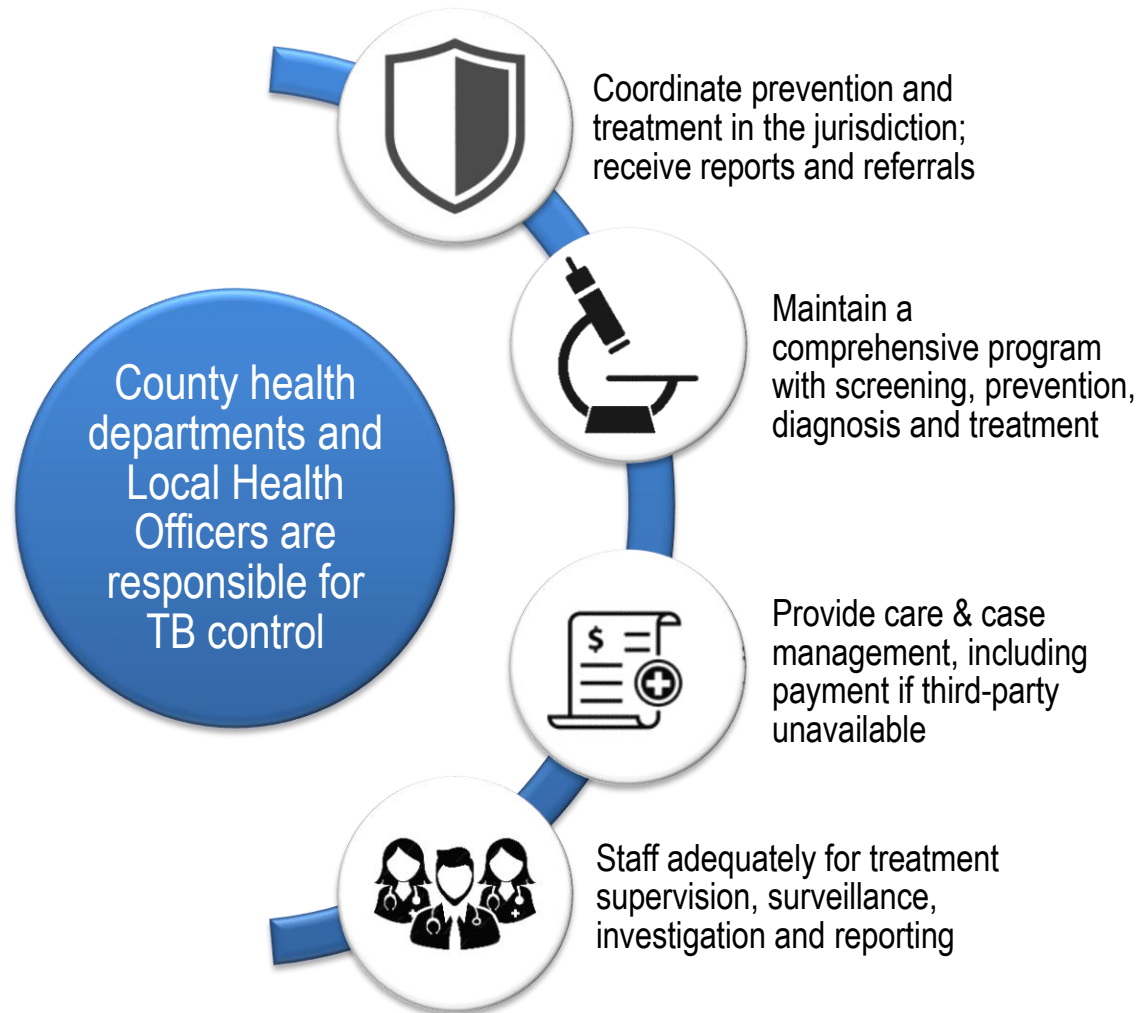 Coordinate prevention and
treatment in the jurisdiction;
receive reports and referrals
Maintain a
comprehensive program
with screening, prevention,
diagnosis and treatment
County health
departments and
Local Health
Officers are
responsible for
TB control
$
Provide care & case
management, including
payment if third-party
unavailable
Staff adequately for treatment
supervision, surveillance,
investigation and reporting